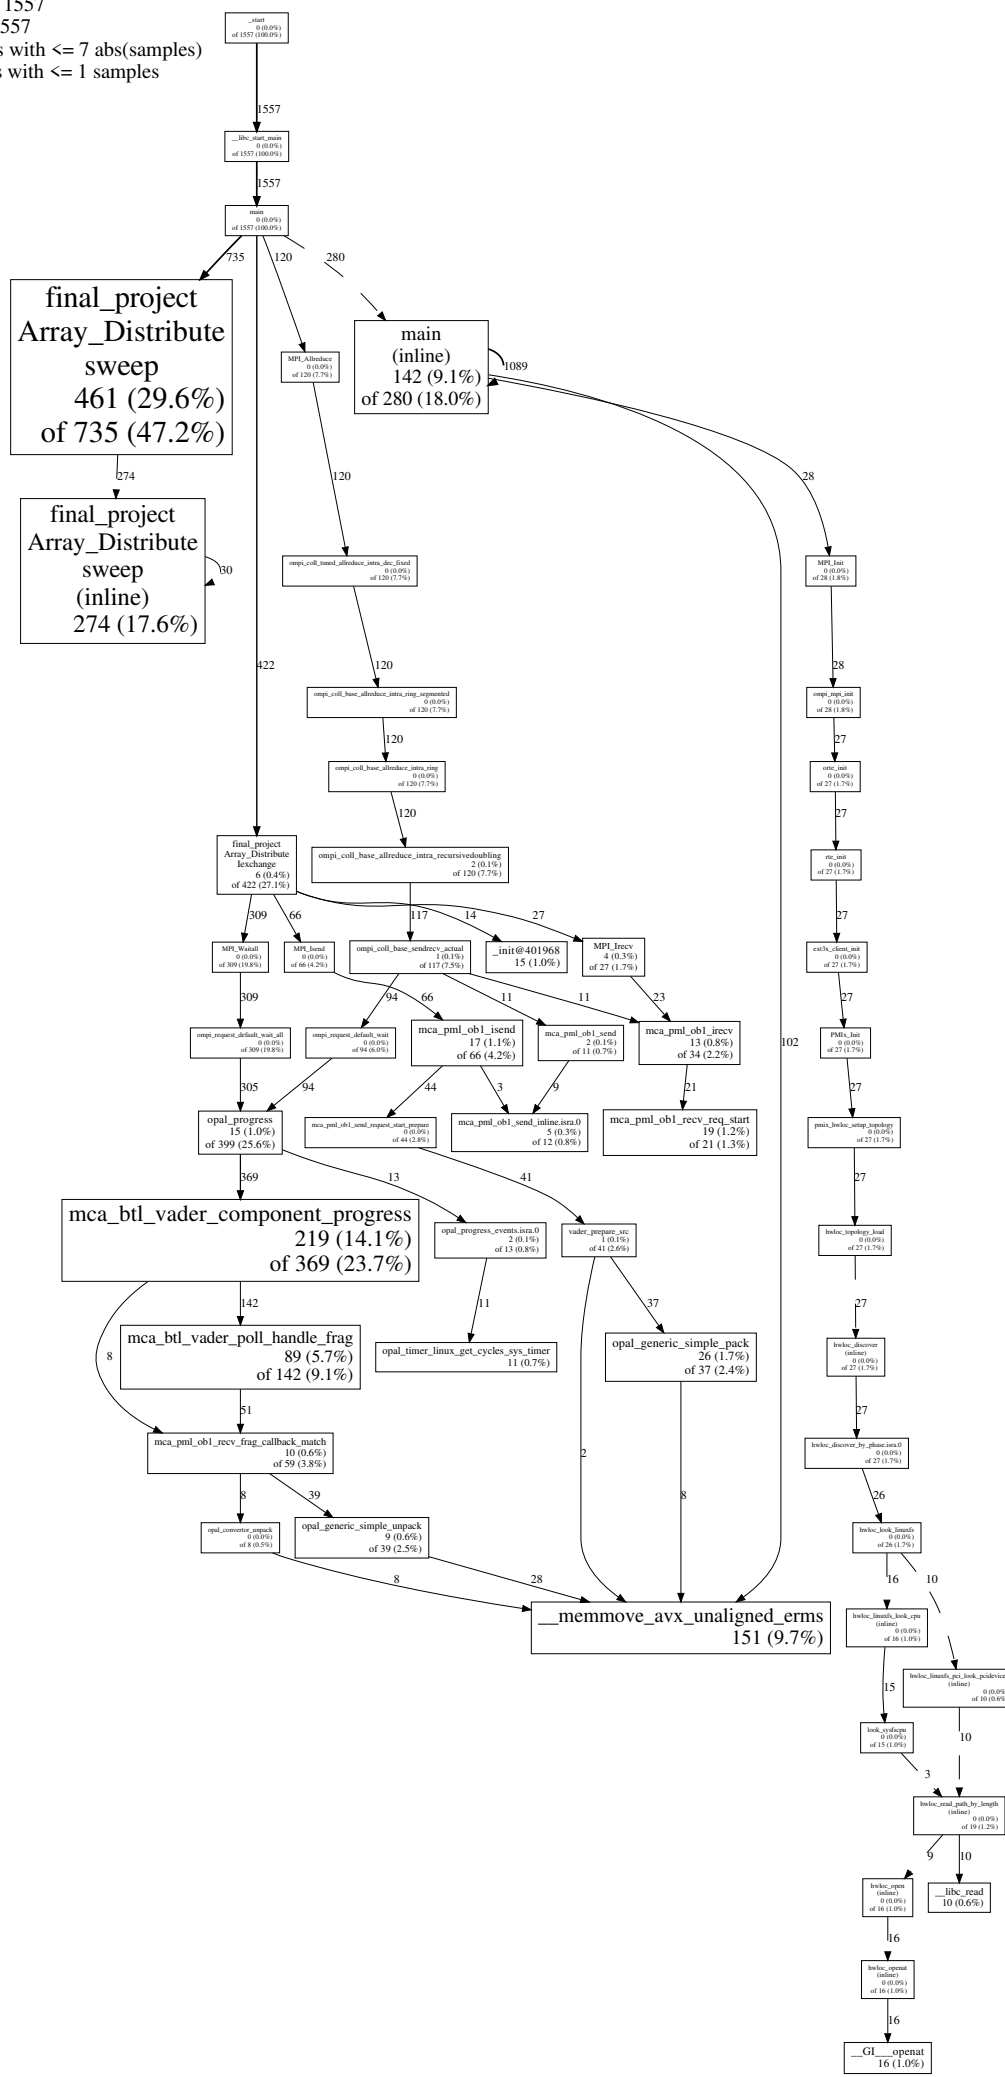 1557
557
s with <= 7 abs(samples)
s with <= 1 samples
_start
0 (0.0%)
of 1557 (100.0%)
1557
__libc_start_main
0 (0.0%)
of 1557 (100.0%)
1557
main
0 (0.0%)
of 1557 (100.0%)
735
120
280
final_project
Array_Distribute
sweep
461 (29.6%)
of 735 (47.2%)
MPI_Allreduce
0 (0.0%)
of 120 (7.7%)
main
(inline)
142 (9.1%)
of 280 (18.0%)
1089
274
120
28
final_project
Array_Distribute
sweep
(inline)
274 (17.6%)
30
ompi_coll_tuned_allreduce_intra_dec_fixed
0 (0.0%)
of 120 (7.7%)
MPI_Init
0 (0.0%)
of 28 (1.8%)
422
120
28
ompi_coll_base_allreduce_intra_ring_segmented
0 (0.0%)
of 120 (7.7%)
ompi_mpi_init
0 (0.0%)
of 28 (1.8%)
120
27
ompi_coll_base_allreduce_intra_ring
0 (0.0%)
of 120 (7.7%)
orte_init
0 (0.0%)
of 27 (1.7%)
120
27
final_project
Array_Distribute
Iexchange
6 (0.4%)
of 422 (27.1%)
ompi_coll_base_allreduce_intra_recursivedoubling
2 (0.1%)
of 120 (7.7%)
rte_init
0 (0.0%)
of 27 (1.7%)
309
66
117
14
27
27
MPI_Waitall
0 (0.0%)
of 309 (19.8%)
MPI_Isend
0 (0.0%)
of 66 (4.2%)
ompi_coll_base_sendrecv_actual
1 (0.1%)
of 117 (7.5%)
_init@401968
15 (1.0%)
MPI_Irecv
4 (0.3%)
of 27 (1.7%)
ext3x_client_init
0 (0.0%)
of 27 (1.7%)
309
94
66
11
11
23
27
ompi_request_default_wait_all
0 (0.0%)
of 309 (19.8%)
ompi_request_default_wait
0 (0.0%)
of 94 (6.0%)
mca_pml_ob1_isend
17 (1.1%)
of 66 (4.2%)
mca_pml_ob1_send
2 (0.1%)
of 11 (0.7%)
mca_pml_ob1_irecv
13 (0.8%)
of 34 (2.2%)
102
PMIx_Init
0 (0.0%)
of 27 (1.7%)
305
94
44
3
9
21
27
opal_progress
15 (1.0%)
of 399 (25.6%)
mca_pml_ob1_send_request_start_prepare
0 (0.0%)
of 44 (2.8%)
mca_pml_ob1_send_inline.isra.0
5 (0.3%)
of 12 (0.8%)
mca_pml_ob1_recv_req_start
19 (1.2%)
of 21 (1.3%)
pmix_hwloc_setup_topology
0 (0.0%)
of 27 (1.7%)
369
13
41
27
mca_btl_vader_component_progress
219 (14.1%)
of 369 (23.7%)
opal_progress_events.isra.0
2 (0.1%)
of 13 (0.8%)
vader_prepare_src
1 (0.1%)
of 41 (2.6%)
hwloc_topology_load
0 (0.0%)
of 27 (1.7%)
142
11
37
27
8
mca_btl_vader_poll_handle_frag
89 (5.7%)
of 142 (9.1%)
opal_timer_linux_get_cycles_sys_timer
11 (0.7%)
opal_generic_simple_pack
26 (1.7%)
of 37 (2.4%)
hwloc_discover
(inline)
0 (0.0%)
of 27 (1.7%)
51
27
mca_pml_ob1_recv_frag_callback_match
10 (0.6%)
of 59 (3.8%)
2
hwloc_discover_by_phase.isra.0
0 (0.0%)
of 27 (1.7%)
8
39
8
26
opal_convertor_unpack
0 (0.0%)
of 8 (0.5%)
opal_generic_simple_unpack
9 (0.6%)
of 39 (2.5%)
hwloc_look_linuxfs
0 (0.0%)
of 26 (1.7%)
8
28
16
10
__memmove_avx_unaligned_erms
151 (9.7%)
hwloc_linuxfs_look_cpu
(inline)
0 (0.0%)
of 16 (1.0%)
15
hwloc_linuxfs_pci_look_pcidevices
(inline)
0 (0.0%
of 10 (0.6%
look_sysfscpu
0 (0.0%)
of 15 (1.0%)
10
3
hwloc_read_path_by_length
(inline)
0 (0.0%)
of 19 (1.2%)
9
10
hwloc_open
(inline)
0 (0.0%)
of 16 (1.0%)
__libc_read
10 (0.6%)
16
hwloc_openat
(inline)
0 (0.0%)
of 16 (1.0%)
16
__GI___openat
16 (1.0%)